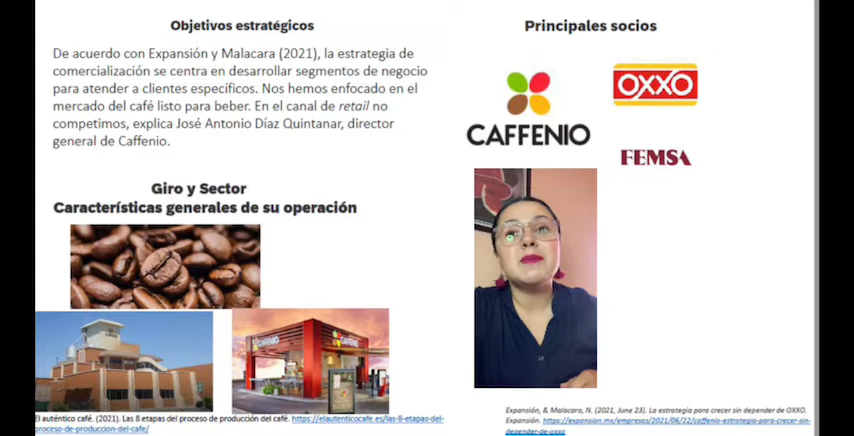 Objetivos estratégicos
De acuerdo con Expansión y Malacara (2021), la estrategia de
comercialización se centra en desarrollar segmentos de negocio
para atender a clientes específicos. Nos hemos enfocado en el
mercado del café listo para beber. En el canal de retail no
competimos, explica José Antonio Díaz Quintanar, director
general de Caffenio.
Giro y Sector
Características generales de su operación
CAFFENIO
El auténtico café. (2021). Las 8 etapas del proceso de producción del café. https://elautenticocafe.es/las-8-etapas-del-
proceso-de-produccion-del-cafe/
Principales socios
CAFFENIO
OXXO
FEMSA
Expansión, & Malacara, N. (2021, June 23). La estrategia para crecer sin depender de OXXO.
Expansión. https://expansion.mx/empresas/2021/06/22/caffenio-estrategia-para-crecer-sin-
depender-de-oxxo